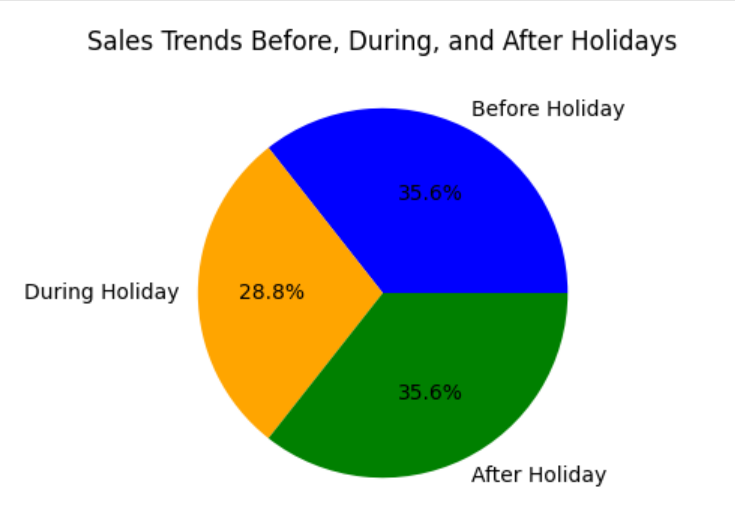 Sales Trends Before, During, and After Holidays
Before Holiday
35.6%
During Holiday
28.8%
35.6%
After Holiday